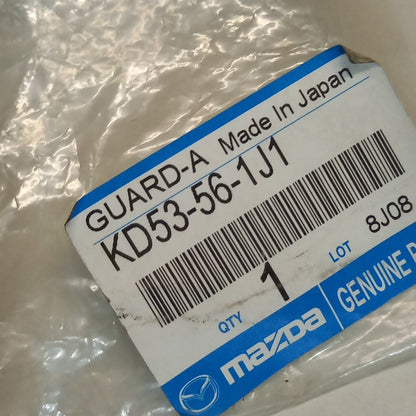 GUARD-A Made In Japan
KD53-56-1J1
QTY 1 LOT 8J08
mazda GENUINE